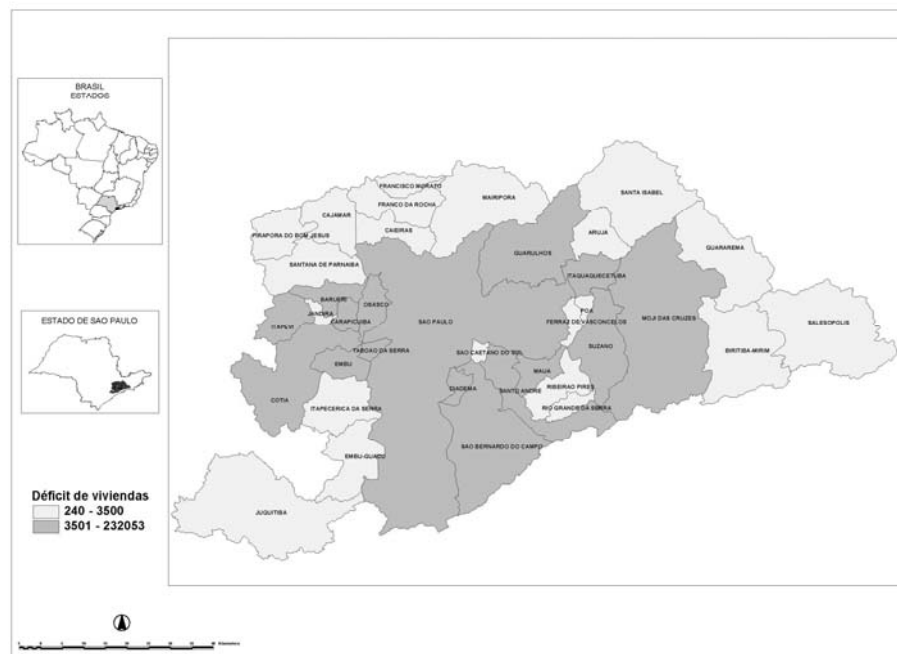 BRASIL
ESTADOS
ESTADO DE SAO PAULO
Déficit de viviendas
240 - 3500
3501 - 232053
FRANCISCO MORATO
MAIRIPORA
SANTA ISABEL
FRANCO DA ROCHA
CAJAMAR
CAIEIRAS
ARUJA
PIRAPORA DO BOM JESUS
GUARULHOS
GUARAREMA
SANTANA DE PARNAIBA
ITAQUAQUECETUBA
BARUERI
OSASCO
JANDIRA
POA
SALESOPOLIS
CARAPICUIBA
SAO PAULO
FERRAZ DE VASCONCELOS
MOJI DAS CRUZES
ITAPEVI
SUZANO
BIRITIBA-MIRIM
TABOAO DA SERRA
SAO CAETANO DO SUL
EMBU
MAUA
DIADEMA
SANTO ANDRE
RIBEIRAO PIRES
COTIA
ITAPECERICA DA SERRA
RIO GRANDE DA SERRA
SAO BERNARDO DO CAMPO
EMBU-GUACU
JUQUITIBA